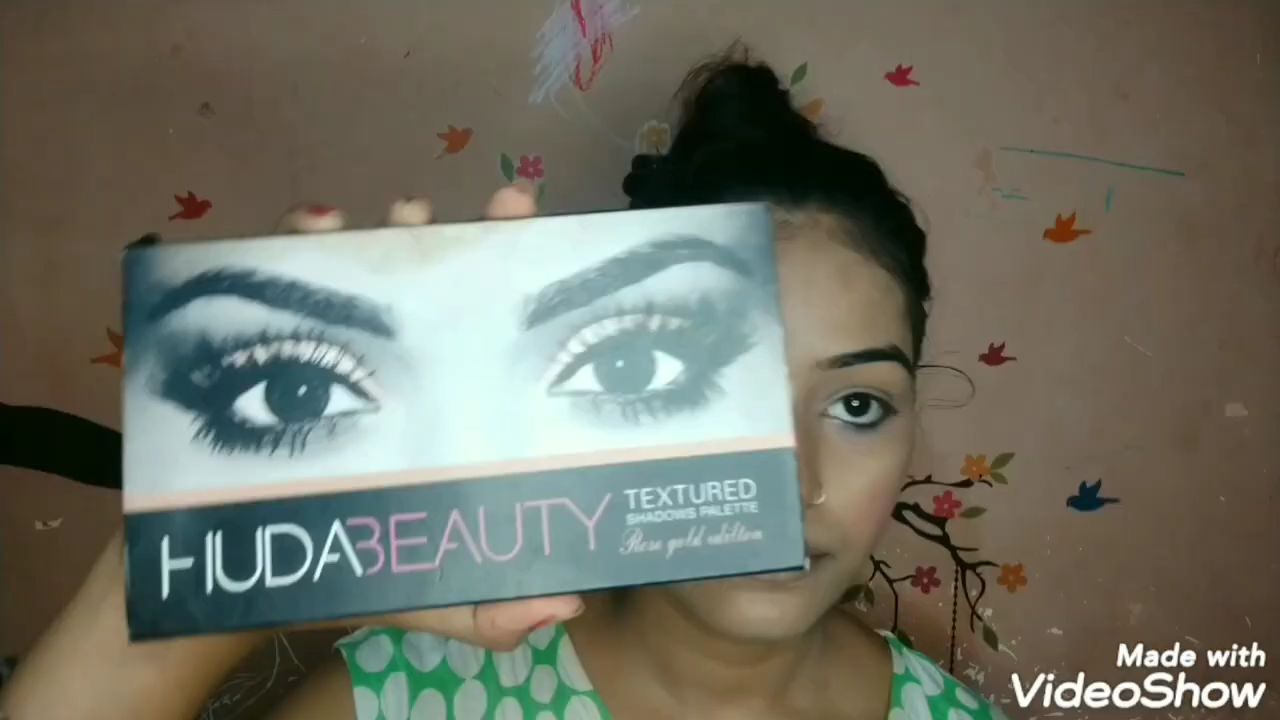 HUDABEAUTY
TEXTURED
SHADOWS PALETTE
Rose gold edition
Made with
VideoShow